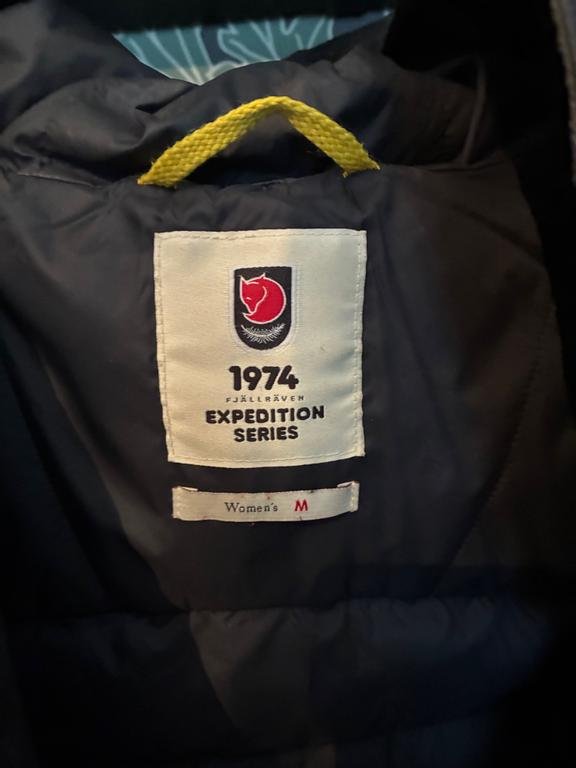 1974
FJÄLLRÄVEN
EXPEDITION
SERIES
Women's M